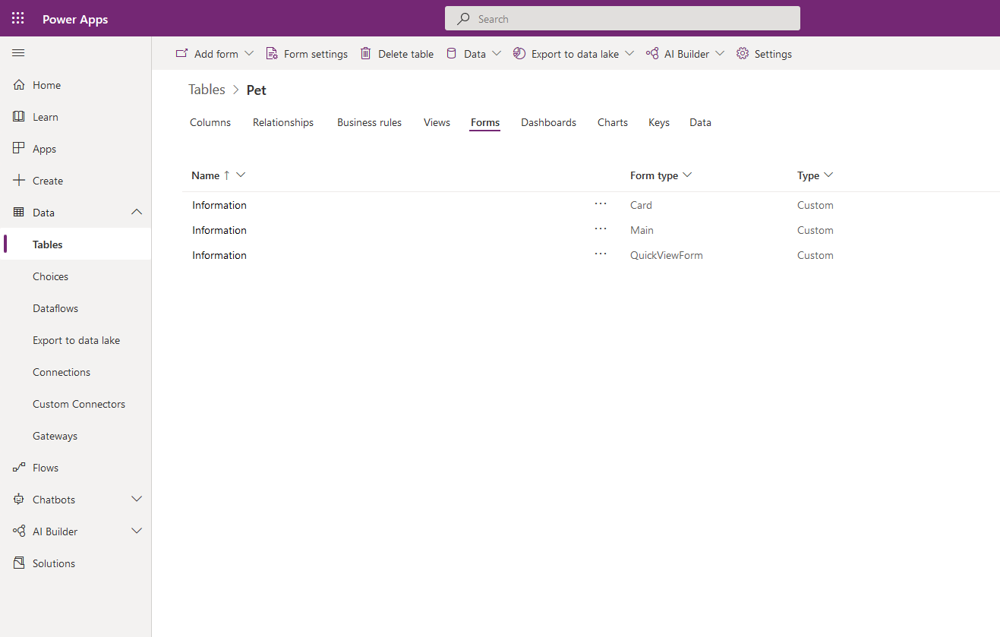 Power Apps
Search
Add form
Form settings
Delete table
Data
Export to data lake
AI Builder
Settings
Home
Learn
Apps
Create
Data
Tables
Choices
Dataflows
Export to data lake
Connections
Custom Connectors
Gateways
Flows
Chatbots
AI Builder
Solutions
Tables > Pet
Columns Relationships Business rules Views Forms Dashboards Charts Keys Data
Name ↑ Form type Type
Information ··· Card Custom
Information ··· Main Custom
Information ··· QuickViewForm Custom